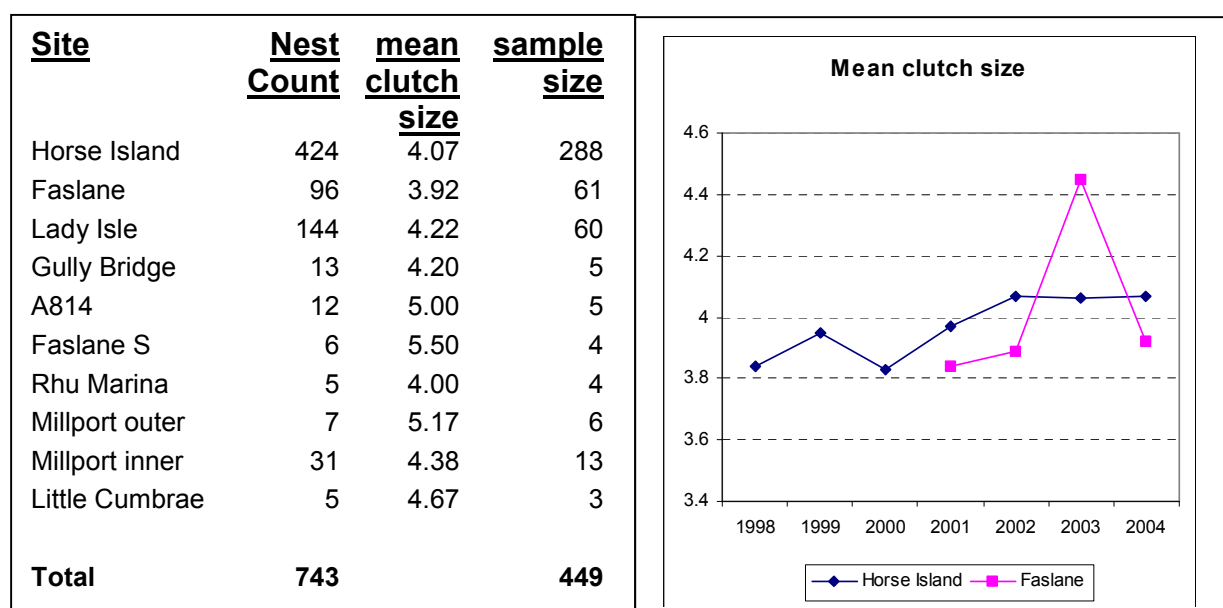 Site Nest Count mean clutch size sample size
Horse Island 424 4.07 288
Faslane 96 3.92 61
Lady Isle 144 4.22 60
Gully Bridge 13 4.20 5
A814 12 5.00 5
Faslane S 6 5.50 4
Rhu Marina 5 4.00 4
Millport outer 7 5.17 6
Millport inner 31 4.38 13
Little Cumbrae 5 4.67 3
Total 743 449
Mean clutch size
4.6
4.4
4.2
4
3.8
3.6
3.4
1998 1999 2000 2001 2002 2003 2004
Horse Island Faslane